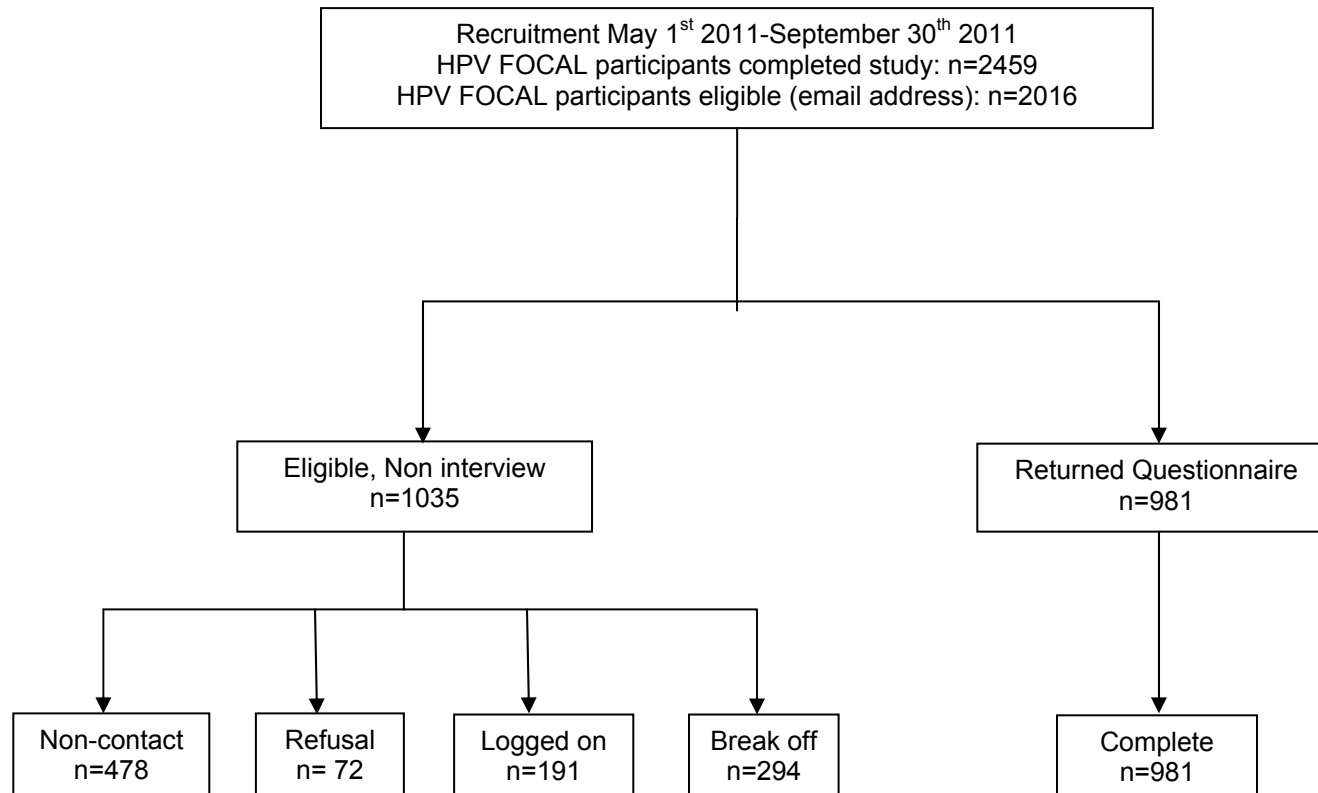 Recruitment May 1st 2011-September 30th 2011
HPV FOCAL participants completed study: n=2459
HPV FOCAL participants eligible (email address): n=2016
Eligible, Non interview
n=1035
Returned Questionnaire
n=981
Non-contact
n=478
Refusal
n= 72
Logged on
n=191
Break off
n=294
Complete
n=981